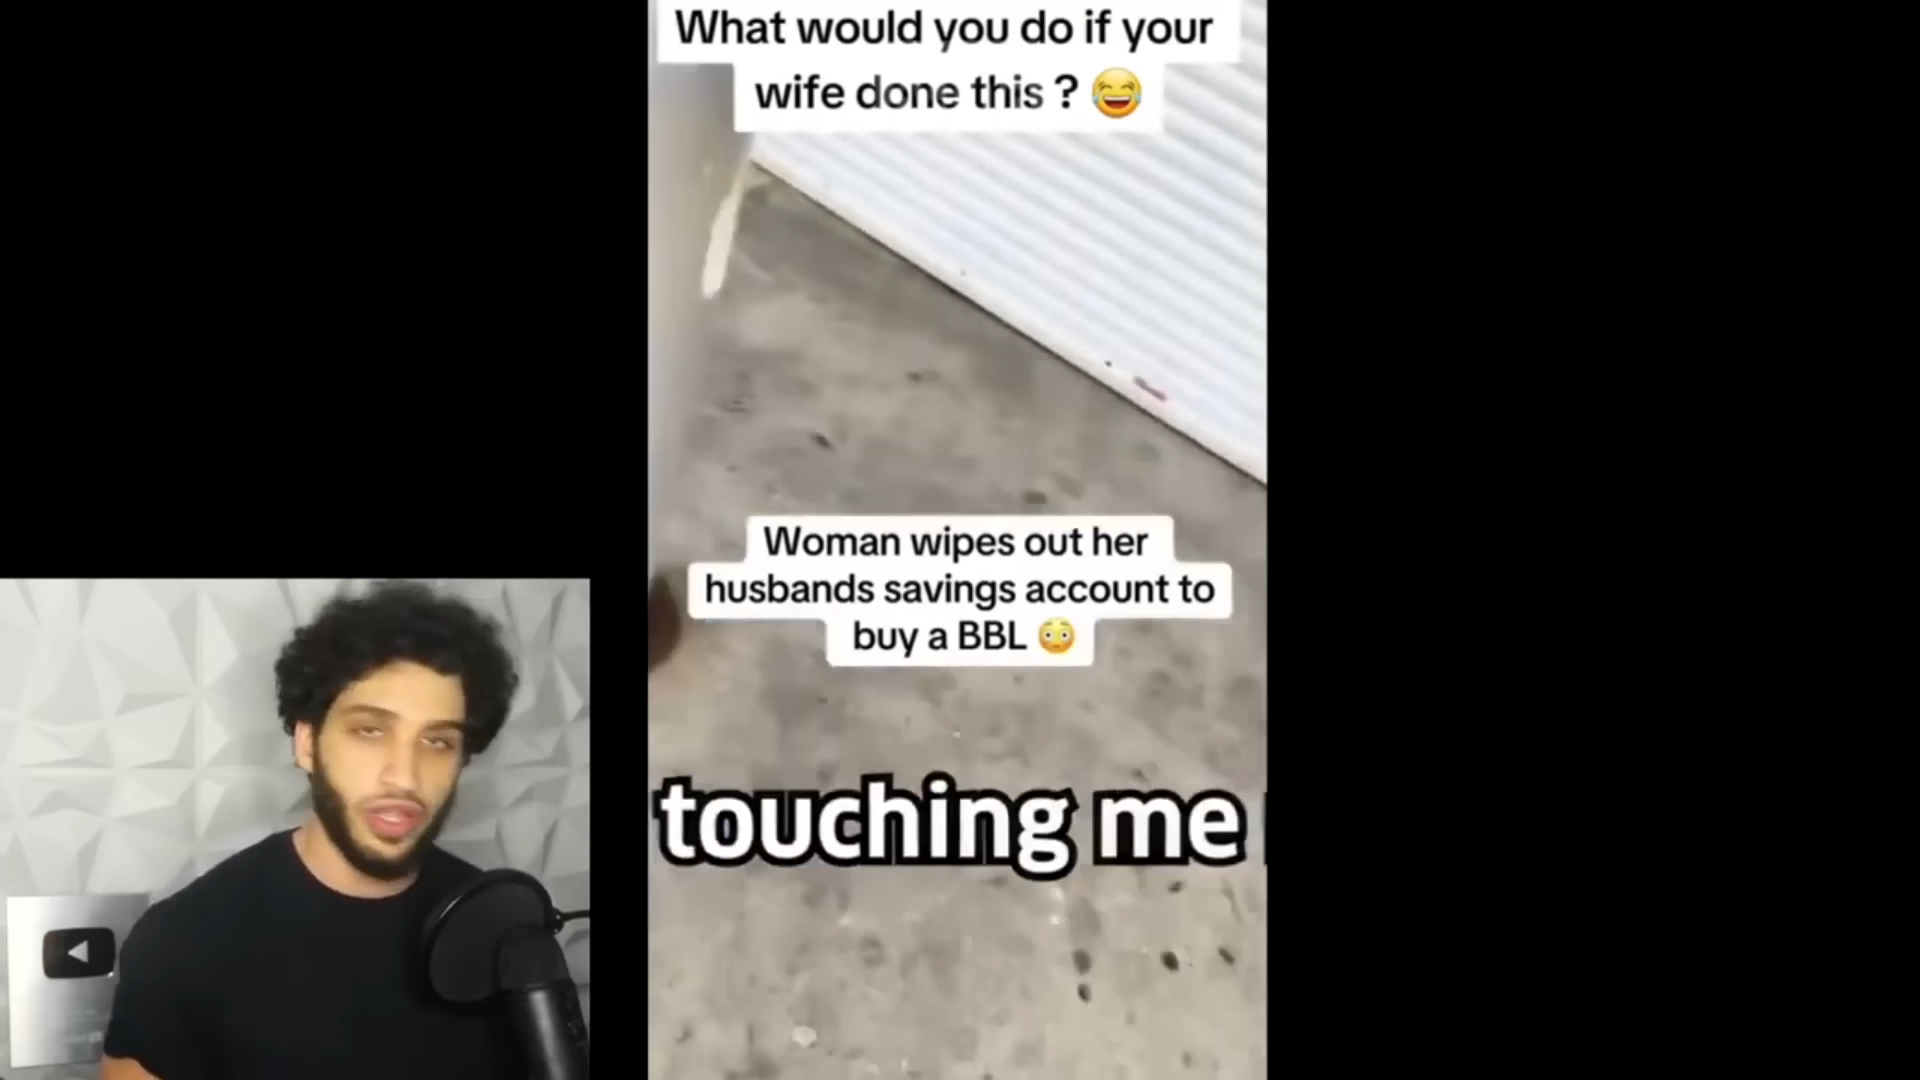 What would you do if your
wife done this ? 😂
Woman wipes out her
husbands savings account to
buy a BBL 😳
touching me